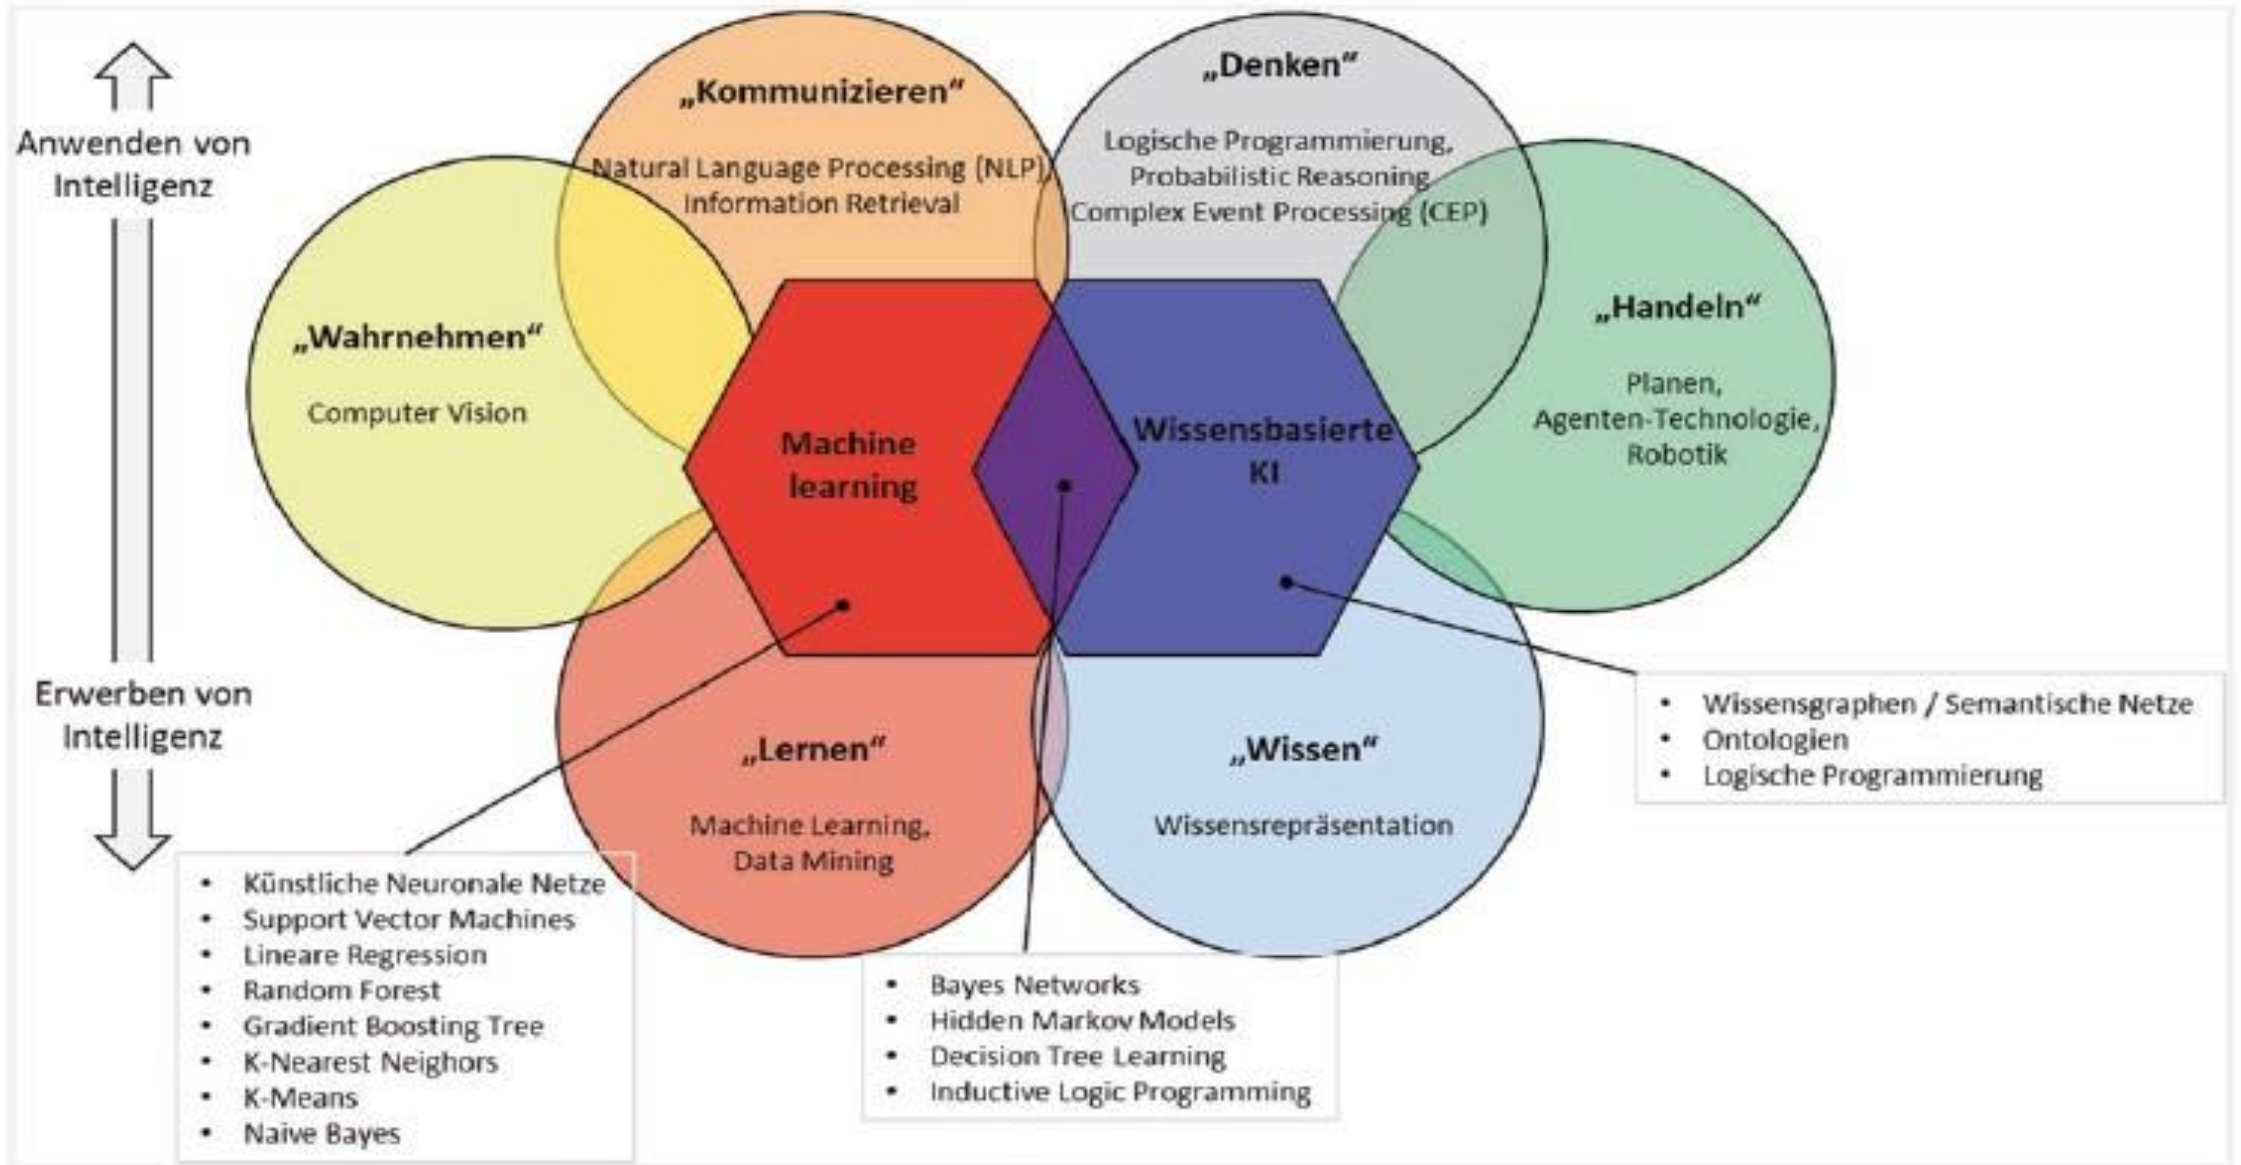 Anwenden von
Intelligenz
Erwerben von
Intelligenz
„Wahrnehmen“
Computer Vision
„Kommunizieren“
Natural Language Processing (NLP)
Information Retrieval
„Denken“
Logische Programmierung,
Probabilistic Reasoning
Complex Event Processing (CEP)
„Handeln“
Planen,
Agenten-Technologie,
Robotik
Machine
learning
Wissensbasierte
KI
„Lernen“
Machine Learning,
Data Mining
„Wissen“
Wissensrepräsentation
• Wissensgraphen / Semantische Netze
• Ontologien
• Logische Programmierung
• Künstliche Neuronale Netze
• Support Vector Machines
• Lineare Regression
• Random Forest
• Gradient Boosting Tree
• K-Nearest Neighors
• K-Means
• Naive Bayes
• Bayes Networks
• Hidden Markov Models
• Decision Tree Learning
• Inductive Logic Programming